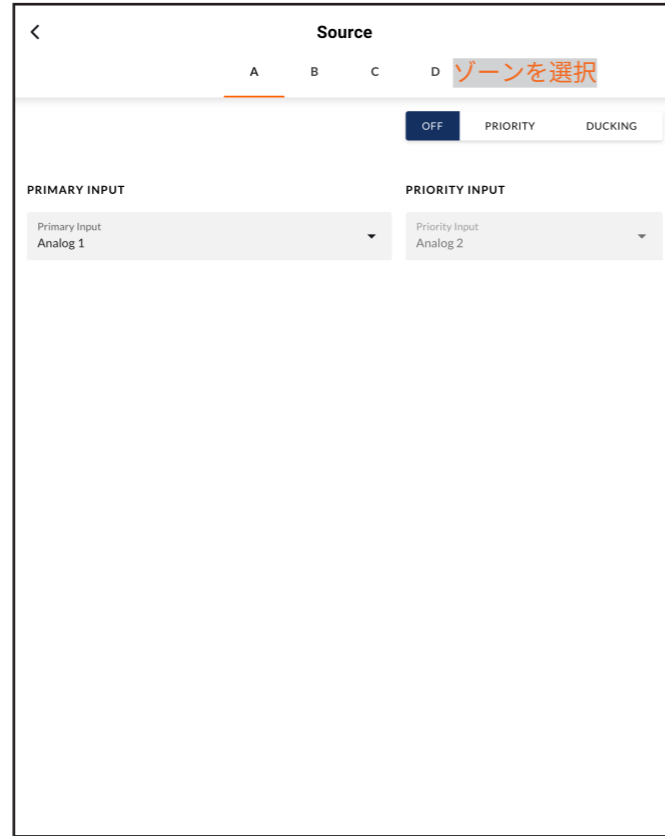 Source
A B C D ゾーンを選択
OFF PRIORITY DUCKING
PRIMARY INPUT PRIORITY INPUT
Primary Input Priority Input
Analog 1 Analog 2